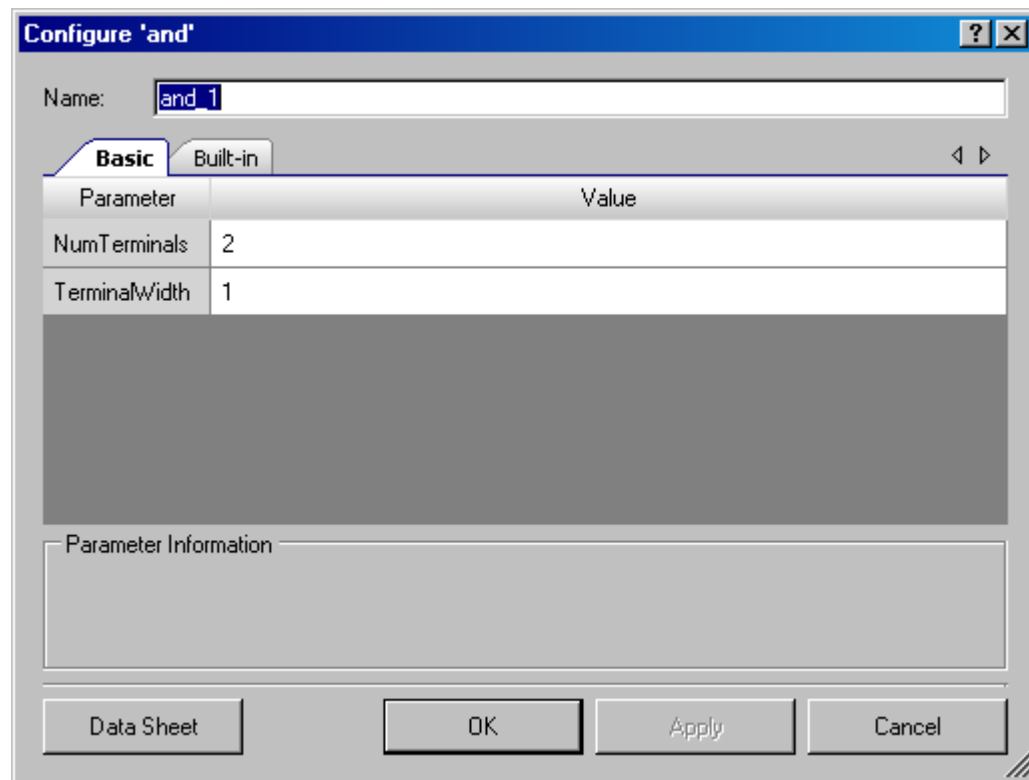 Configure 'and'
Name: and_1
Basic Built-in
Parameter Value
NumTerminals 2
TerminalWidth 1
Parameter Information
Data Sheet OK Apply Cancel